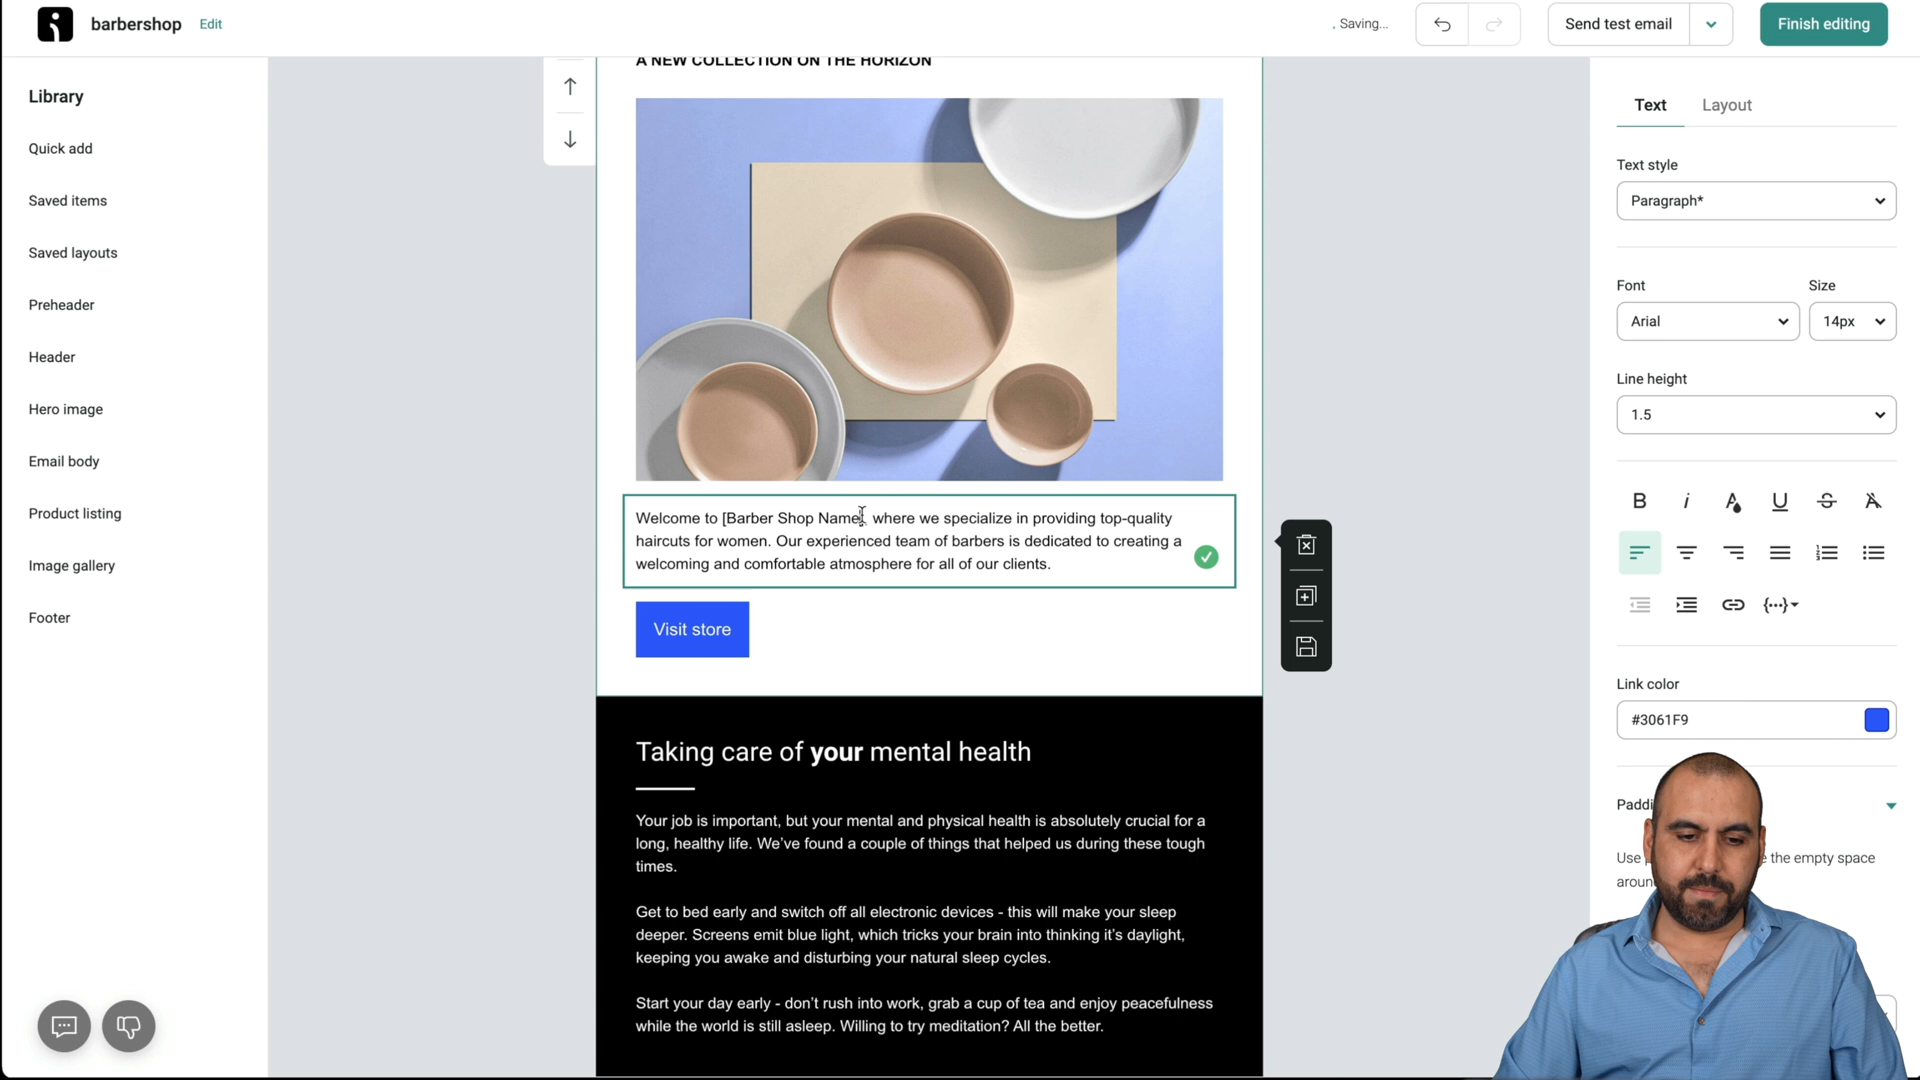 barbershop
Edit
. Saving...
Send test email
Finish editing
Library
Quick add
Saved items
Saved layouts
Preheader
Header
Hero image
Email body
Product listing
Image gallery
Footer
A NEW COLLECTION ON THE HORIZON
Welcome to [Barber Shop Name], where we specialize in providing top-quality
haircuts for women. Our experienced team of barbers is dedicated to creating a
welcoming and comfortable atmosphere for all of our clients.
Visit store
Taking care of your mental health
Your job is important, but your mental and physical health is absolutely crucial for a
long, healthy life. We've found a couple of things that helped us during these tough
times.
Get to bed early and switch off all electronic devices - this will make your sleep
deeper. Screens emit blue light, which tricks your brain into thinking it's daylight,
keeping you awake and disturbing your natural sleep cycles.
Start your day early - don't rush into work, grab a cup of tea and enjoy peacefulness
while the world is still asleep. Willing to try meditation? All the better.
Text
Layout
Text style
Paragraph*
Font
Size
Arial
14px
Line height
1.5
B
i
U
Link color
#3061F9
Use
the empty space